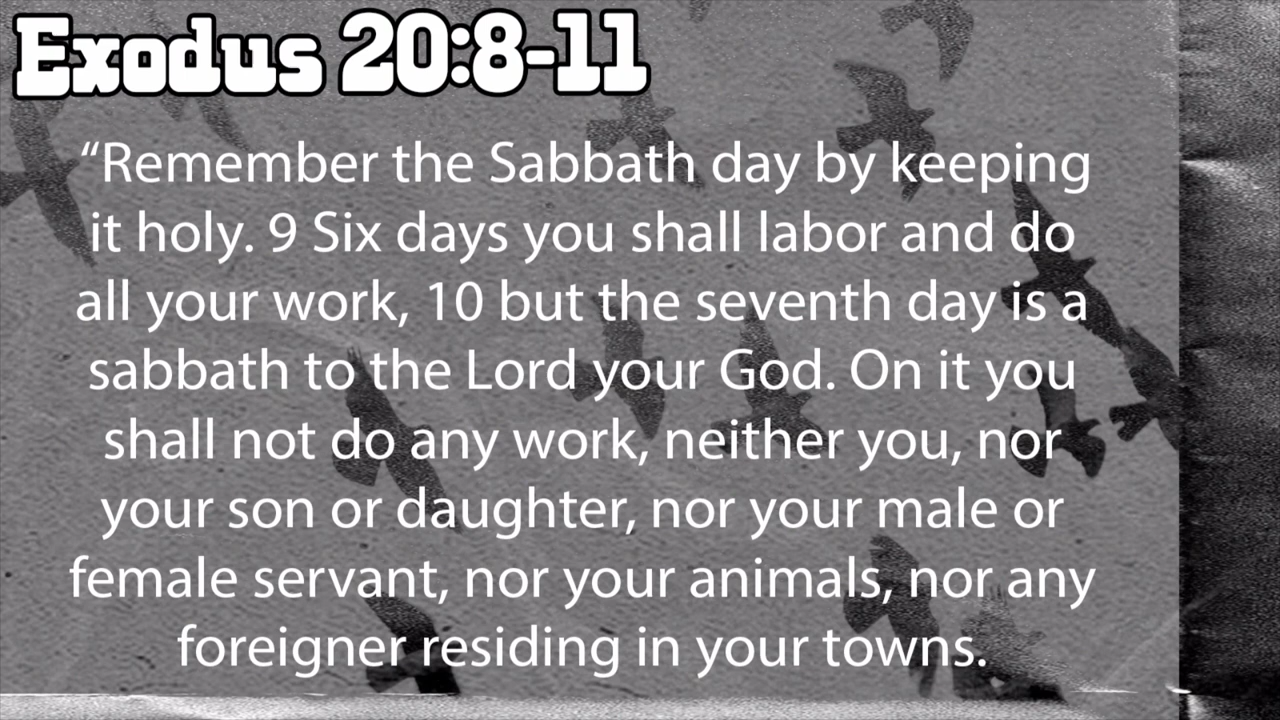 Exodus 20:8-11
“Remember the Sabbath day by keeping
it holy. 9 Six days you shall labor and do
all your work, 10 but the seventh day is a
sabbath to the Lord your God. On it you
shall not do any work, neither you, nor
your son or daughter, nor your male or
female servant, nor your animals, nor any
foreigner residing in your towns.